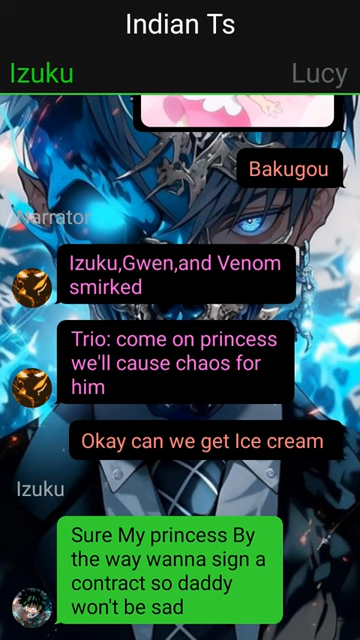 Indian Ts
Izuku
Lucy
Bakugou
Narrator
Izuku,Gwen,and Venom
smirked
Trio: come on princess
we'll cause chaos for
him
Okay can we get Ice cream
Izuku
Sure My princess By
the way wanna sign a
contract so daddy
won't be sad